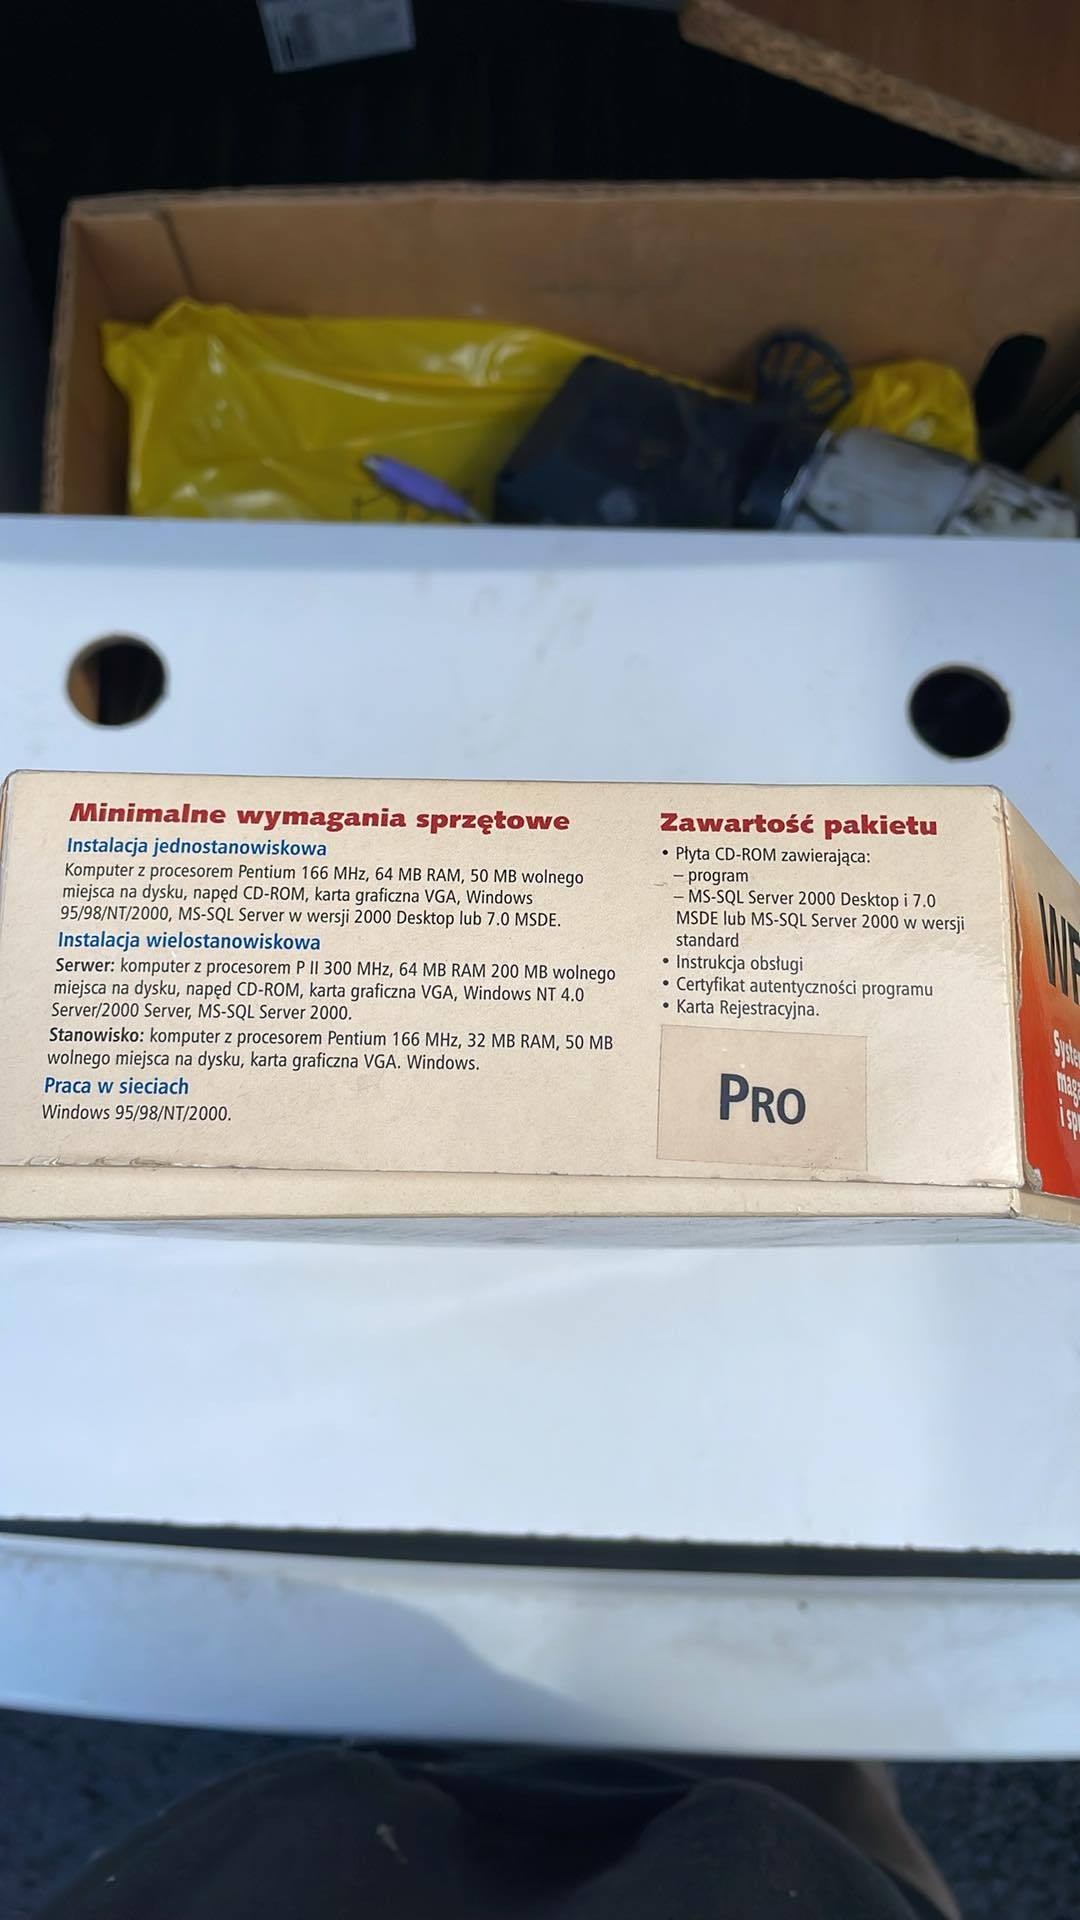 Minimalne wymagania sprzętowe
Instalacja jednostanowiskowa
Komputer z procesorem Pentium 166 MHz, 64 MB RAM, 50 MB wolnego
miejsca na dysku, napęd CD-ROM, karta graficzna VGA, Windows
95/98/NT/2000, MS-SQL Server w wersji 2000 Desktop lub 7.0 MSDE.
Instalacja wielostanowiskowa
Serwer: komputer z procesorem P II 300 MHz, 64 MB RAM 200 MB wolnego
miejsca na dysku, napęd CD-ROM, karta graficzna VGA, Windows NT 4.0
Server/2000 Server, MS-SQL Server 2000.
Stanowisko: komputer z procesorem Pentium 166 MHz, 32 MB RAM, 50 MB
wolnego miejsca na dysku, karta graficzna VGA. Windows.
Praca w sieciach
Windows 95/98/NT/2000.
Zawartość pakietu
• Płyta CD-ROM zawierająca:
– program
– MS-SQL Server 2000 Desktop i 7.0
MSDE lub MS-SQL Server 2000 w wersji
standard
• Instrukcja obsługi
• Certyfikat autentyczności programu
• Karta Rejestracyjna.
PRO